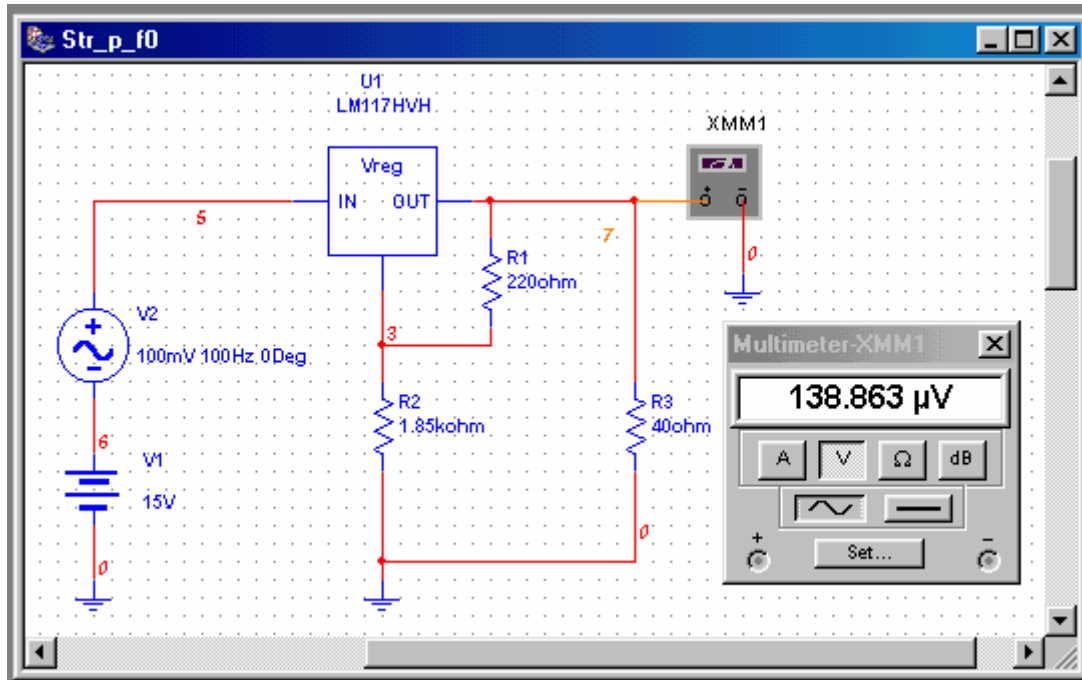 Str_p_f0
U1
LM117HVH
Vreg
IN OUT
XMM1
+ -
5
7
0
R1
220ohm
V2
100mV 100Hz 0Deg
3
R2
1.85kohm
R3
40ohm
6
V1
15V
0
0
Multimeter-XMM1
138.863 µV
A V Ω dB
+ Set... -